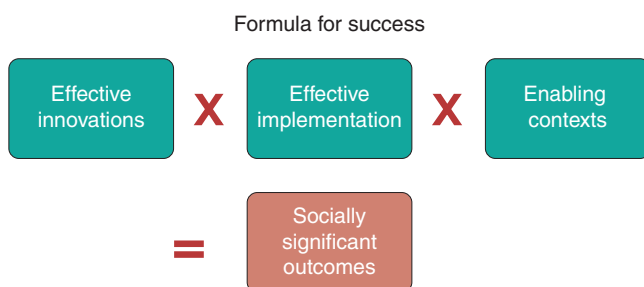 Formula for success
Effective
innovations
X
Effective
implementation
X
Enabling
contexts
=
Socially
significant
outcomes